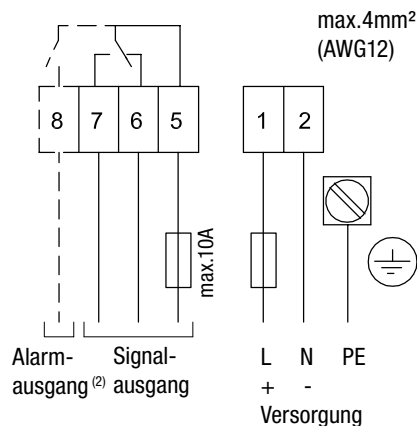 max.4mm²
(AWG12)
8 7 6 5 1 2
max.10A
Alarm-
ausgang (2)
Signal-
ausgang
L N PE
+ -
Versorgung